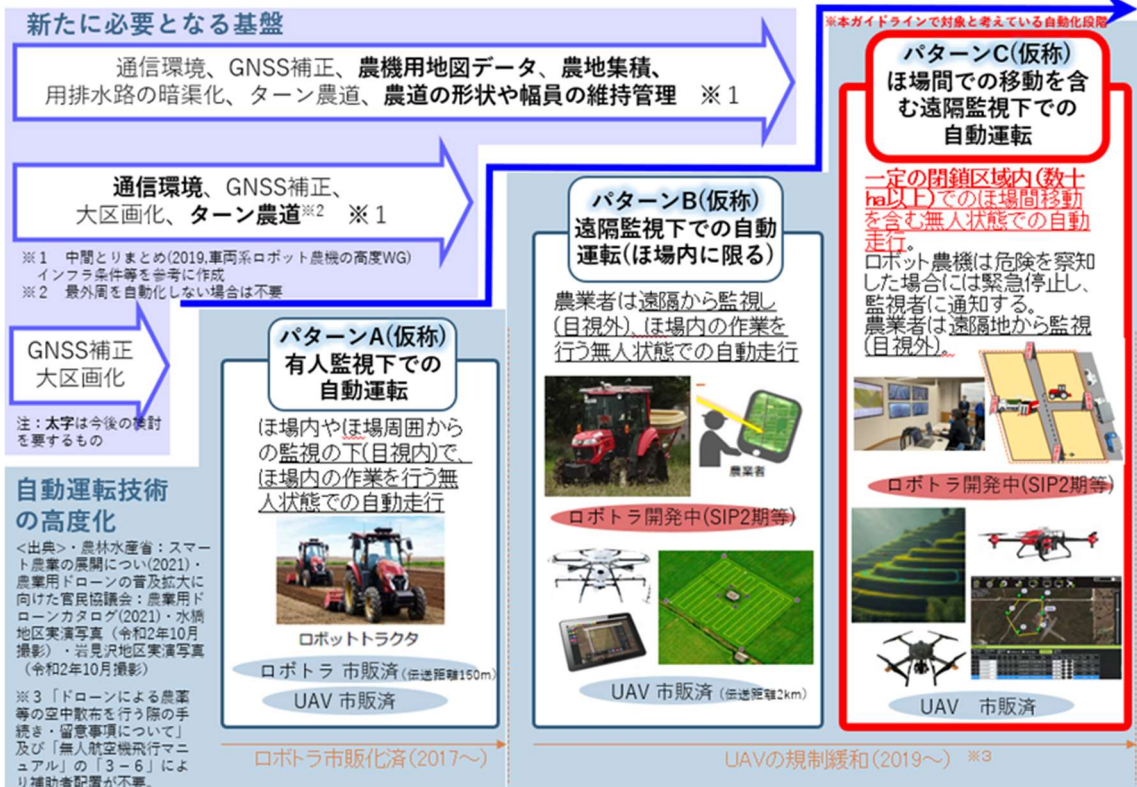 新たに必要となる基盤
通信環境、GNSS補正、農機用地図データ、農地集積、
用排水路の暗渠化、ターン農道、農道の形状や幅員の維持管理　※１
通信環境、GNSS補正、
大区画化、ターン農道※２　※１
※１　中間とりまとめ(2019,車両系ロボット農機の高度WG)
インフラ条件等を参考に作成
※２　最外周を自動化しない場合は不要
GNSS補正
大区画化
注：太字は今後の検討
を要するもの
自動運転技術
の高度化
<出典>・農林水産省：スマー
ト農業の展開につい(2021)・
農業用ドローンの普及拡大に
向けた官民協議会：農業用ド
ローンカタログ(2021)・水橋
地区実演写真（令和2年10月
撮影）・岩見沢地区実演写真
（令和2年10月撮影）
※３「ドローンによる農薬
等の空中散布を行う際の手
続き・留意事項について」
及び「無人航空機飛行マニ
ュアル」の「３－６」によ
り補助者配置が不要。
パターンA(仮称)
有人監視下での
自動運転
ほ場内やほ場周囲から
の監視の下(目視内)で、
ほ場内の作業を行う無
人状態での自動走行
ロボットトラクタ
ロボトラ 市販済(伝送距離150m)
UAV 市販済
ロボトラ市販化済(2017～)
パターンB(仮称)
遠隔監視下での自動
運転(ほ場内に限る)
農業者は遠隔から監視し
(目視外)、ほ場内の作業を
行う無人状態での自動走行
農業者
ロボトラ開発中(SIP2期等)
UAV 市販済(伝送距離2km)
※本ガイドラインで対象と考えている自動化段階
パターンC(仮称)
ほ場間での移動を含
む遠隔監視下での
自動運転
一定の閉鎖区域内(数十
ha以上)でのほ場間移動
を含む無人状態での自動
走行。
ロボット農機は危険を察知
した場合には緊急停止し、
監視者に通知する。
農業者は遠隔地から監視
(目視外)。
ロボトラ開発中(SIP2期等)
UAV　市販済
UAVの規制緩和(2019～) ※３